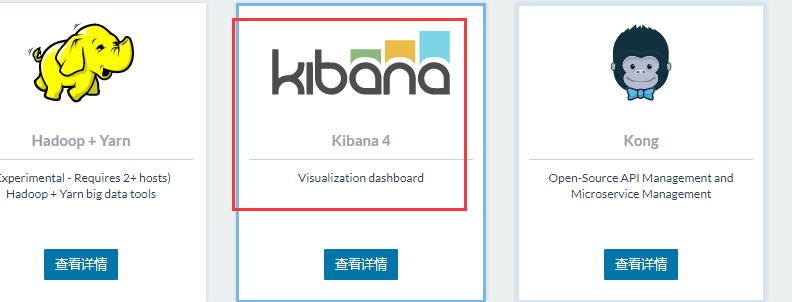 kibana
Hadoop + Yarn
Kibana 4
Kong
Experimental - Requires 2+ hosts)
Hadoop + Yarn big data tools
Visualization dashboard
Open-Source API Management and
Microservice Management
查看详情
查看详情
查看详情